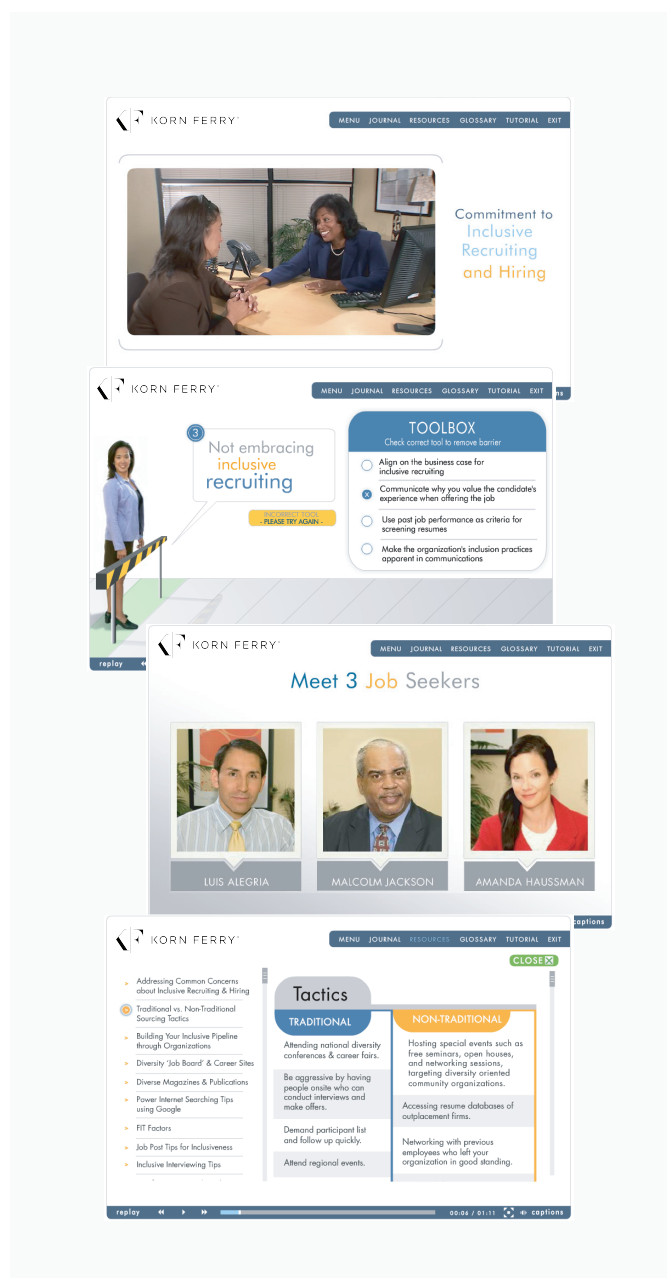 KORN FERRY
MENU JOURNAL RESOURCES GLOSSARY TUTORIAL EXIT
Commitment to
Inclusive
Recruiting
and Hiring
KORN FERRY
MENU JOURNAL RESOURCES GLOSSARY TUTORIAL EXIT
3
Not embracing
inclusive
recruiting
INCORRECT TOOL
- PLEASE TRY AGAIN -
TOOLBOX
Check correct tool to remove barrier
Align on the business case for
inclusive recruiting
x
Communicate why you value the candidate's
experience when offering the job
Use past job performance as criteria for
screening resumes
Make the organization's inclusion practices
apparent in communications
replay
KORN FERRY
MENU JOURNAL RESOURCES GLOSSARY TUTORIAL EXIT
Meet 3 Job Seekers
LUIS ALEGRIA
MALCOLM JACKSON
AMANDA HAUSSMAN
captions
KORN FERRY
MENU JOURNAL RESOURCES GLOSSARY TUTORIAL EXIT
CLOSE X
Addressing Common Concerns
about Inclusive Recruiting & Hiring
Traditional vs. Non-Traditional
Sourcing Tactics
Building Your Inclusive Pipeline
through Organizations
Diversity 'Job Board' & Career Sites
Diverse Magazines & Publications
Power Internet Searching Tips
using Google
FIT Factors
Job Post Tips for Inclusiveness
Inclusive Interviewing Tips
Tactics
TRADITIONAL
Attending national diversity
conferences & career fairs.
Be aggressive by having
people onsite who can
conduct interviews and
make offers.
Demand participant list
and follow up quickly.
Attend regional events.
NON-TRADITIONAL
Hosting special events such as
free seminars, open houses,
and networking sessions,
targeting diversity oriented
community organizations.
Accessing resume databases of
outplacement firms.
Networking with previous
employees who left your
organization in good standing.
replay
00:06 / 01:11
captions